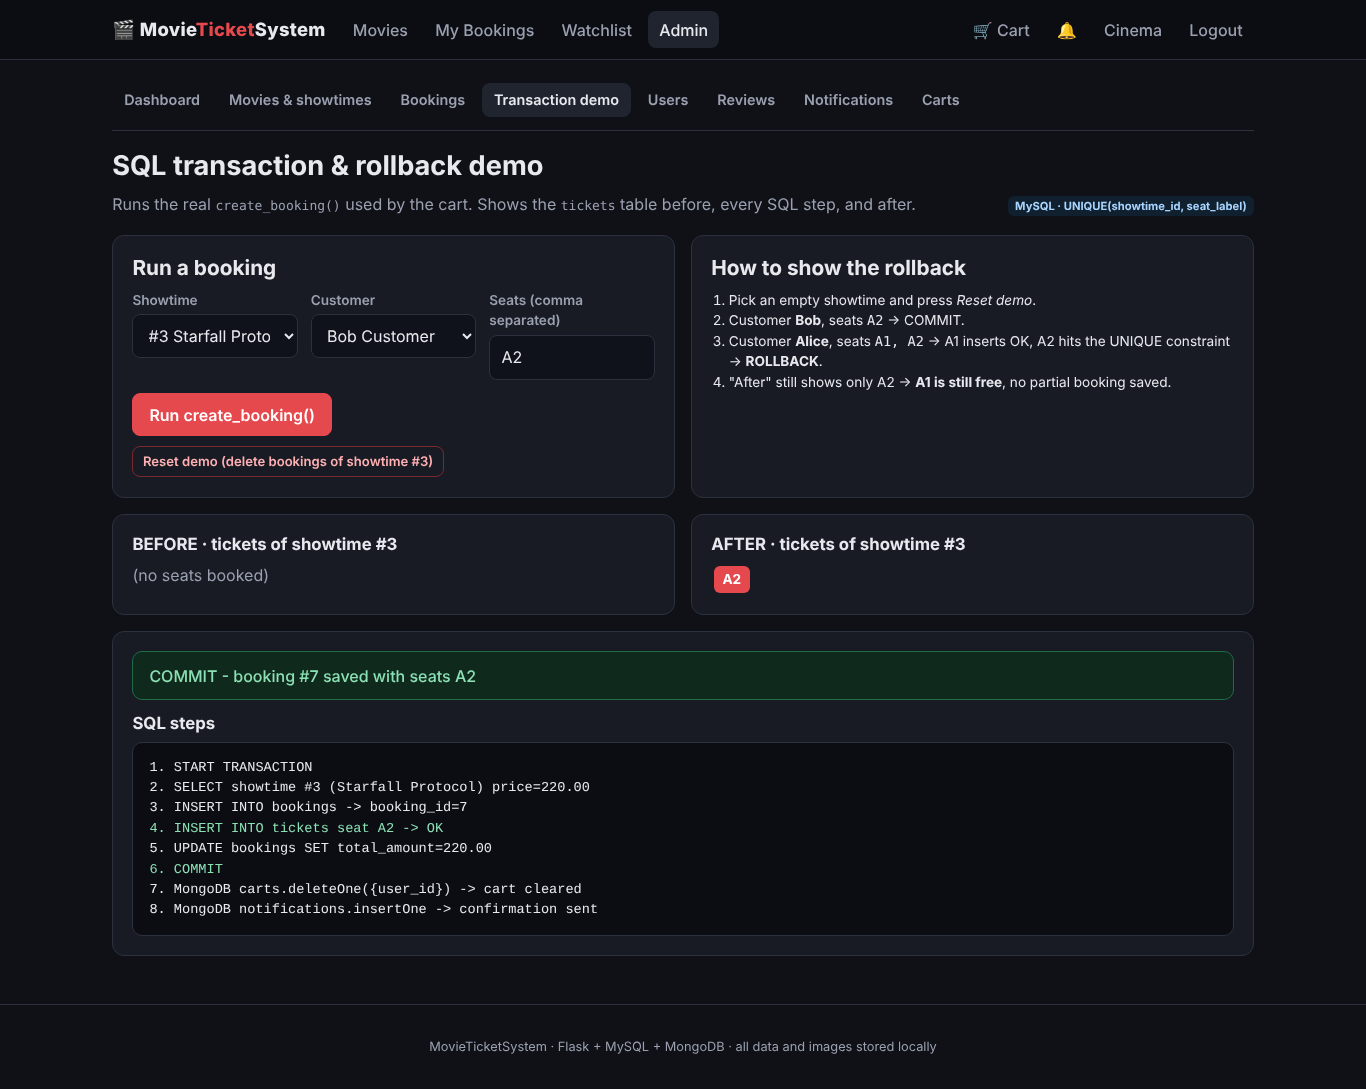 🎬 MovieTicketSystem Movies My Bookings Watchlist Admin 🛒 Cart 🔔 Cinema Logout
Dashboard Movies & showtimes Bookings Transaction demo Users Reviews Notifications Carts
SQL transaction & rollback demo
Runs the real create_booking() used by the cart. Shows the tickets table before, every SQL step, and after.
MySQL · UNIQUE(showtime_id, seat_label)
Run a booking
Showtime
#3 Starfall Proto
Customer
Bob Customer
Seats (comma
separated)
A2
Run create_booking()
Reset demo (delete bookings of showtime #3)
How to show the rollback
1. Pick an empty showtime and press Reset demo.
2. Customer Bob, seats A2 → COMMIT.
3. Customer Alice, seats A1, A2 → A1 inserts OK, A2 hits the UNIQUE constraint
→ ROLLBACK.
4. "After" still shows only A2 → A1 is still free, no partial booking saved.
BEFORE · tickets of showtime #3
(no seats booked)
AFTER · tickets of showtime #3
A2
COMMIT - booking #7 saved with seats A2
SQL steps
1. START TRANSACTION
2. SELECT showtime #3 (Starfall Protocol) price=220.00
3. INSERT INTO bookings -> booking_id=7
4. INSERT INTO tickets seat A2 -> OK
5. UPDATE bookings SET total_amount=220.00
6. COMMIT
7. MongoDB carts.deleteOne({user_id}) -> cart cleared
8. MongoDB notifications.insertOne -> confirmation sent
MovieTicketSystem · Flask + MySQL + MongoDB · all data and images stored locally